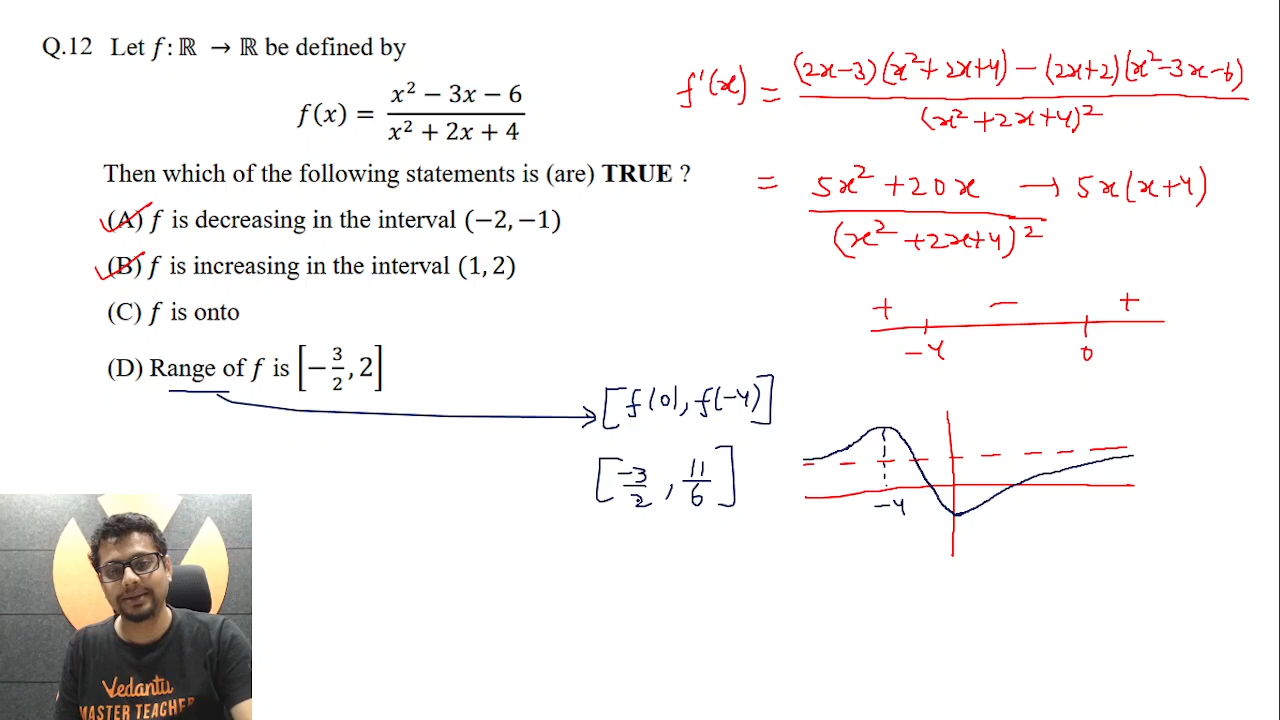 Q.12 Let f: ℝ → ℝ be defined by
f(x) = (x² − 3x − 6)/(x² + 2x + 4)
Then which of the following statements is (are) TRUE ?
(A) f is decreasing in the interval (−2, −1)
(B) f is increasing in the interval (1, 2)
(C) f is onto
(D) Range of f is [−3/2, 2]
f'(x) = ((2x−3)(x²+2x+4) − (2x+2)(x²−3x−6))/(x²+2x+4)²
= (5x²+20x)/(x²+2x+4)² → 5x(x+4)
+ − +
−4 0
[f(0), f(−4)]
[−3/2, 11/6]
−4
Vedantu
MASTER TEACHER